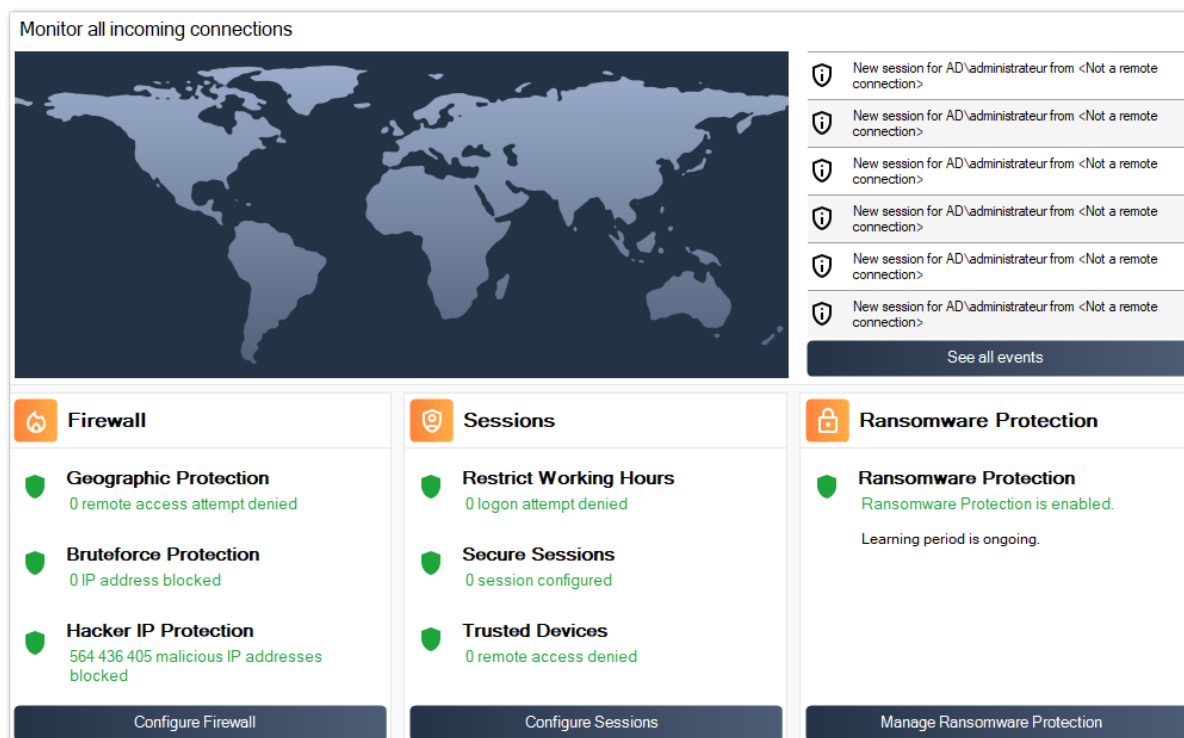 Monitor all incoming connections
New session for AD\administrateur from <Not a remote
connection>
New session for AD\administrateur from <Not a remote
connection>
New session for AD\administrateur from <Not a remote
connection>
New session for AD\administrateur from <Not a remote
connection>
New session for AD\administrateur from <Not a remote
connection>
New session for AD\administrateur from <Not a remote
connection>
See all events
Firewall
Geographic Protection
0 remote access attempt denied
Bruteforce Protection
0 IP address blocked
Hacker IP Protection
564 436 405 malicious IP addresses
blocked
Configure Firewall
Sessions
Restrict Working Hours
0 logon attempt denied
Secure Sessions
0 session configured
Trusted Devices
0 remote access denied
Configure Sessions
Ransomware Protection
Ransomware Protection
Ransomware Protection is enabled.
Learning period is ongoing.
Manage Ransomware Protection